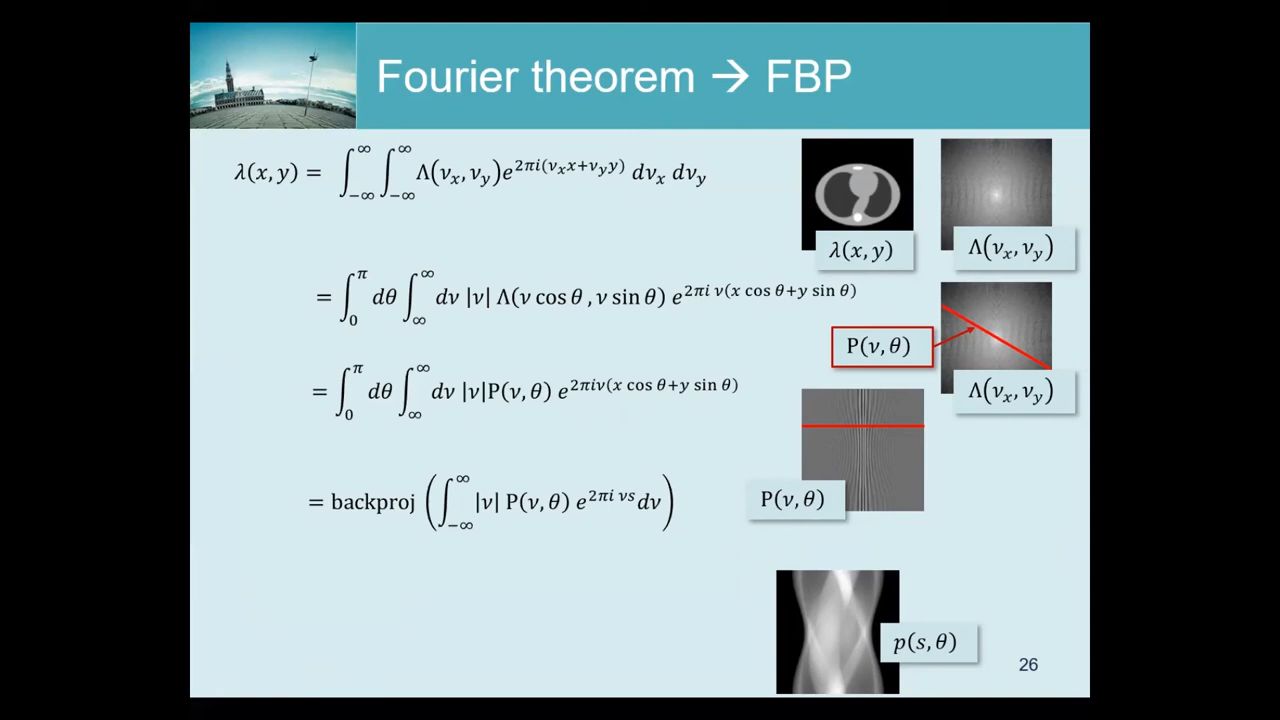 Fourier theorem → FBP
λ(x, y) = ∫_{−∞}^{∞} ∫_{−∞}^{∞} Λ(ν_x, ν_y) e^{2πi(ν_x x+ν_y y)} dν_x dν_y
= ∫_0^π dθ ∫_∞^∞ dν |ν| Λ(ν cos θ , ν sin θ) e^{2πi ν(x cos θ+y sin θ)}
= ∫_0^π dθ ∫_∞^∞ dν |ν|P(ν, θ) e^{2πiν(x cos θ+y sin θ)}
= backproj (∫_{−∞}^{∞} |ν| P(ν, θ) e^{2πi νs} dν)
λ(x, y)
Λ(ν_x, ν_y)
P(ν, θ)
Λ(ν_x, ν_y)
P(ν, θ)
p(s, θ)
26